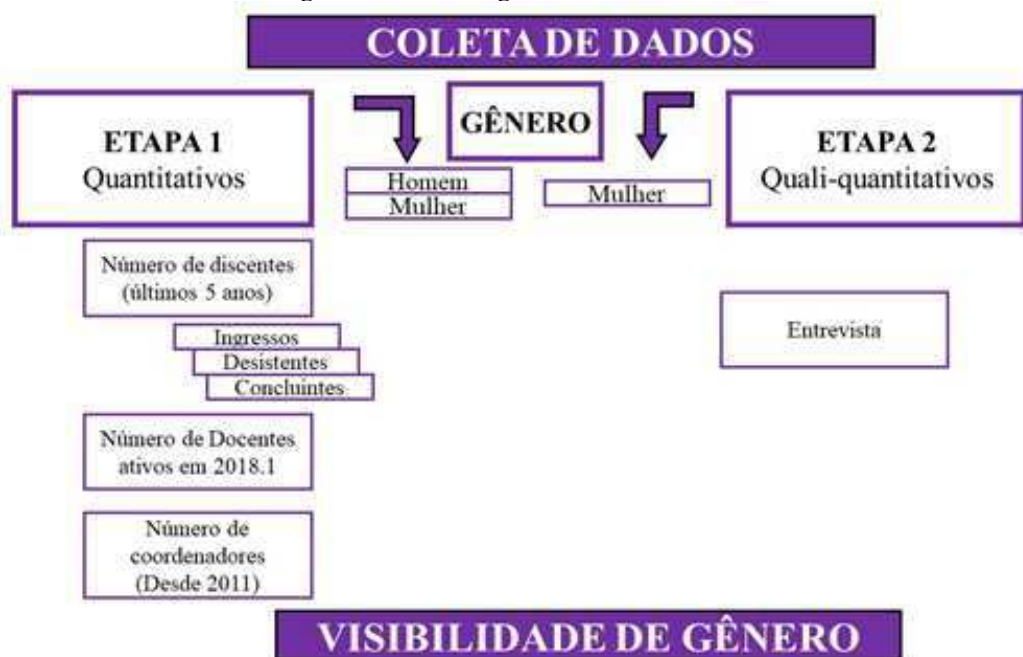 COLETA DE DADOS
ETAPA 1
Quantitativos
GÊNERO
Homem
Mulher
Mulher
ETAPA 2
Quali-quantitativos
Número de discentes
(últimos 5 anos)
Ingressos
Desistentes
Concluintes
Número de Docentes
ativos em 2018.1
Número de
coordenadores
(Desde 2011)
Entrevista
VISIBILIDADE DE GÊNERO